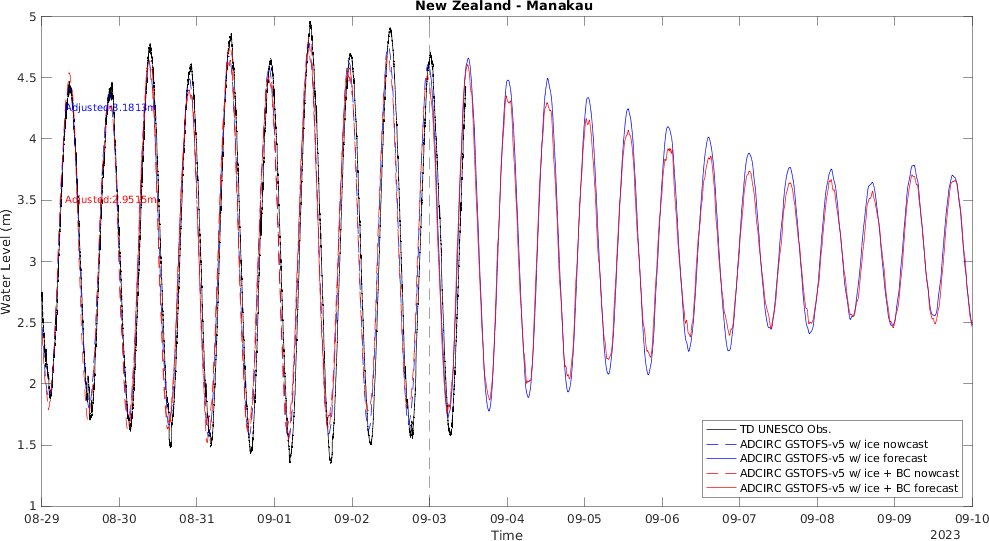 New Zealand - Manakau
Water Level (m)
5
4.5
4
3.5
3
2.5
2
1.5
1
Adjusted:3.1813m
Adjusted:2.9515m
TD UNESCO Obs.
ADCIRC GSTOFS-v5 w/ ice nowcast
ADCIRC GSTOFS-v5 w/ ice forecast
ADCIRC GSTOFS-v5 w/ ice + BC nowcast
ADCIRC GSTOFS-v5 w/ ice + BC forecast
08-29 08-30 08-31 09-01 09-02 09-03 09-04 09-05 09-06 09-07 09-08 09-09 09-10
Time
2023